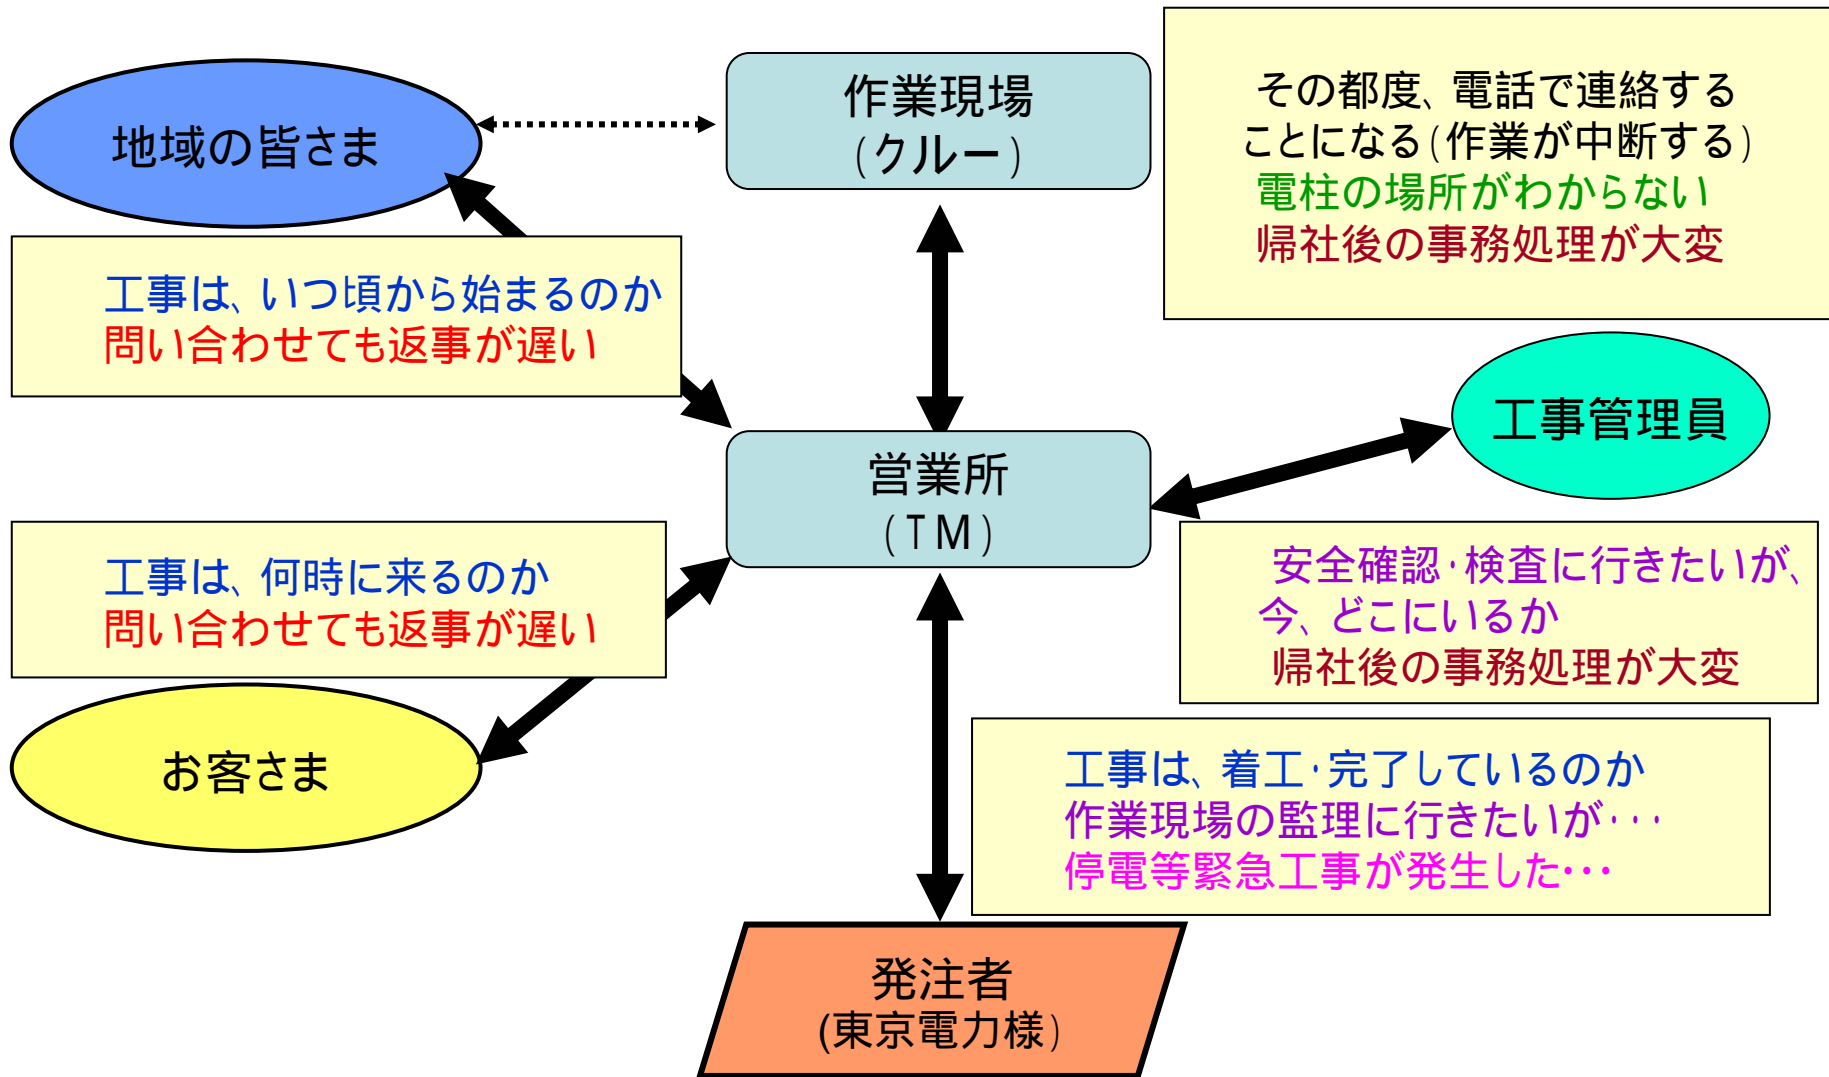 地域の皆さま
作業現場
(クルー)
その都度、電話で連絡する
ことになる(作業が中断する)
電柱の場所がわからない
帰社後の事務処理が大変
工事は、いつ頃から始まるのか
問い合わせても返事が遅い
工事管理員
営業所
(TM)
工事は、何時に来るのか
問い合わせても返事が遅い
安全確認・検査に行きたいが、
今、どこにいるか
帰社後の事務処理が大変
お客さま
工事は、着工・完了しているのか
作業現場の監理に行きたいが・・・
停電等緊急工事が発生した・・・
発注者
(東京電力様)